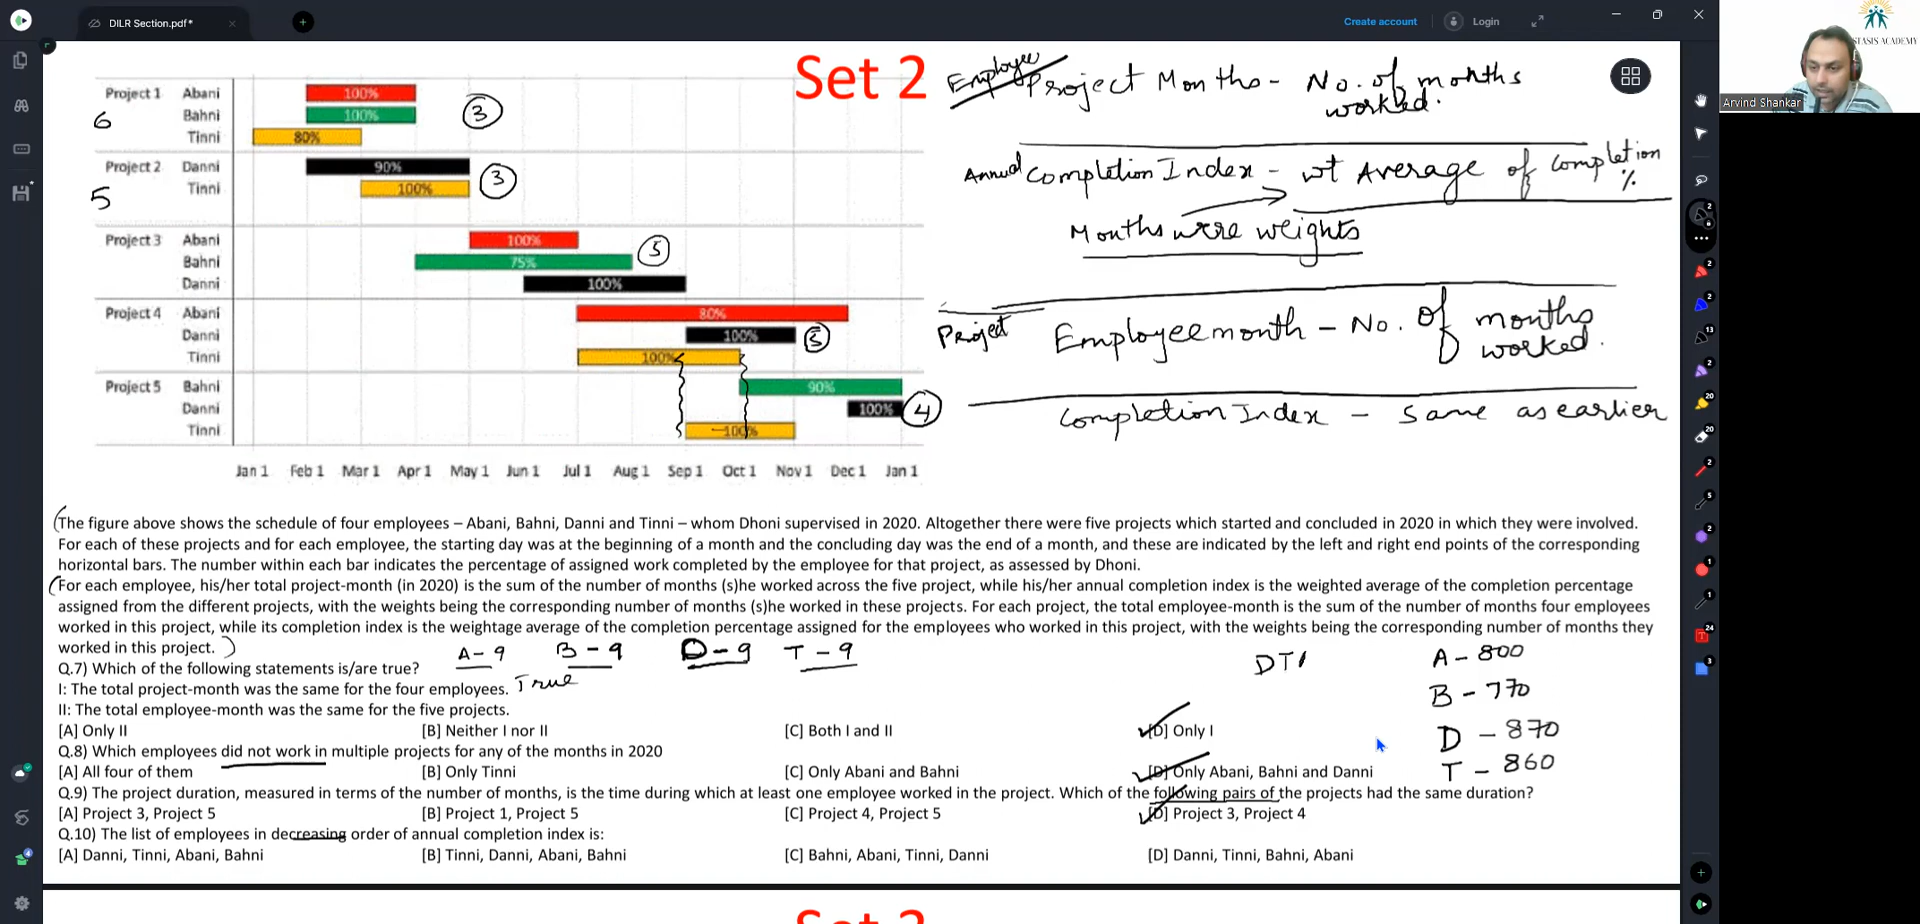 DILR Section.pdf*
Create account
Login
STASIS ACADEMY
Arvind Shankar
Set 2
Employee Project Months - No. of months worked.
Annual Completion Index - wt Average of completion %
Months were weights
Project Employee month - No. of months worked.
Completion Index - Same as earlier
Project 1 Abani 100%
6 Bahni 100% 3
Tinni 80%
Project 2 Danni 90%
5 Tinni 100% 3
Project 3 Abani 100%
Bahni 75% 5
Danni 100%
Project 4 Abani 80%
Danni 100% 5
Tinni 100%
Project 5 Bahni 90%
Danni 100% 4
Tinni 100%
Jan 1 Feb 1 Mar 1 Apr 1 May 1 Jun 1 Jul 1 Aug 1 Sep 1 Oct 1 Nov 1 Dec 1 Jan 1
The figure above shows the schedule of four employees – Abani, Bahni, Danni and Tinni – whom Dhoni supervised in 2020. Altogether there were five projects which started and concluded in 2020 in which they were involved.
For each of these projects and for each employee, the starting day was at the beginning of a month and the concluding day was the end of a month, and these are indicated by the left and right end points of the corresponding
horizontal bars. The number within each bar indicates the percentage of assigned work completed by the employee for that project, as assessed by Dhoni.
For each employee, his/her total project-month (in 2020) is the sum of the number of months (s)he worked across the five project, while his/her annual completion index is the weighted average of the completion percentage
assigned from the different projects, with the weights being the corresponding number of months (s)he worked in these projects. For each project, the total employee-month is the sum of the number of months four employees
worked in this project, while its completion index is the weightage average of the completion percentage assigned for the employees who worked in this project, with the weights being the corresponding number of months they
worked in this project. )
A - 9 B - 9 D - 9 T - 9
Q.7) Which of the following statements is/are true?
I: The total project-month was the same for the four employees. True
II: The total employee-month was the same for the five projects.
[A] Only II [B] Neither I nor II [C] Both I and II [D] Only I
Q.8) Which employees did not work in multiple projects for any of the months in 2020
[A] All four of them [B] Only Tinni [C] Only Abani and Bahni [D] Only Abani, Bahni and Danni
Q.9) The project duration, measured in terms of the number of months, is the time during which at least one employee worked in the project. Which of the following pairs of the projects had the same duration?
[A] Project 3, Project 5 [B] Project 1, Project 5 [C] Project 4, Project 5 [D] Project 3, Project 4
Q.10) The list of employees in decreasing order of annual completion index is:
[A] Danni, Tinni, Abani, Bahni [B] Tinni, Danni, Abani, Bahni [C] Bahni, Abani, Tinni, Danni [D] Danni, Tinni, Bahni, Abani
DT
A - 800
B - 770
D - 870
T - 860